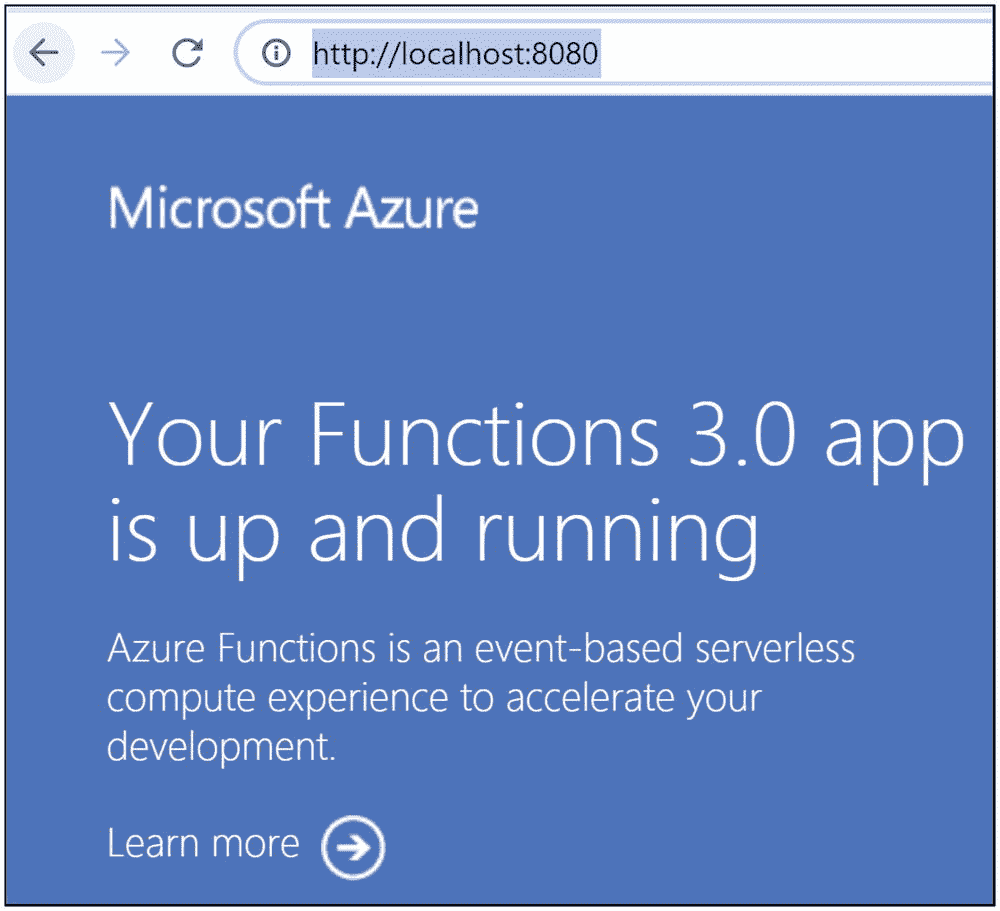 http://localhost:8080
Microsoft Azure
Your Functions 3.0 app
is up and running
Azure Functions is an event-based serverless
compute experience to accelerate your
development.
Learn more